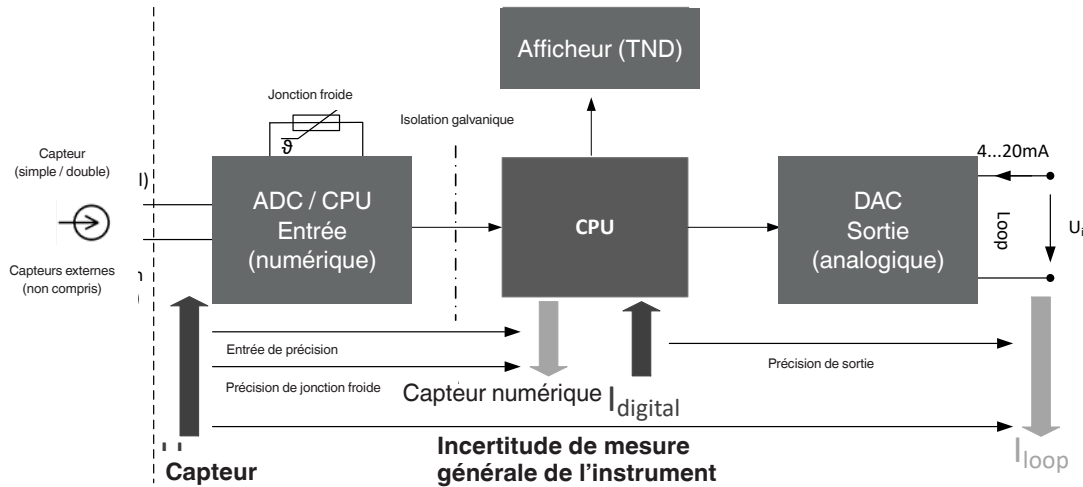 Afficheur (TND)
Jonction froide
ϑ
Isolation galvanique
Capteur
(simple / double)
l)
ADC / CPU
Entrée
(numérique)
CPU
DAC
Sortie
(analogique)
4...20mA
Loop
Ui
Capteurs externes
(non compris)
Entrée de précision
Précision de jonction froide
Précision de sortie
Capteur numérique
Idigital
Incertitude de mesure
générale de l'instrument
Capteur
Iloop